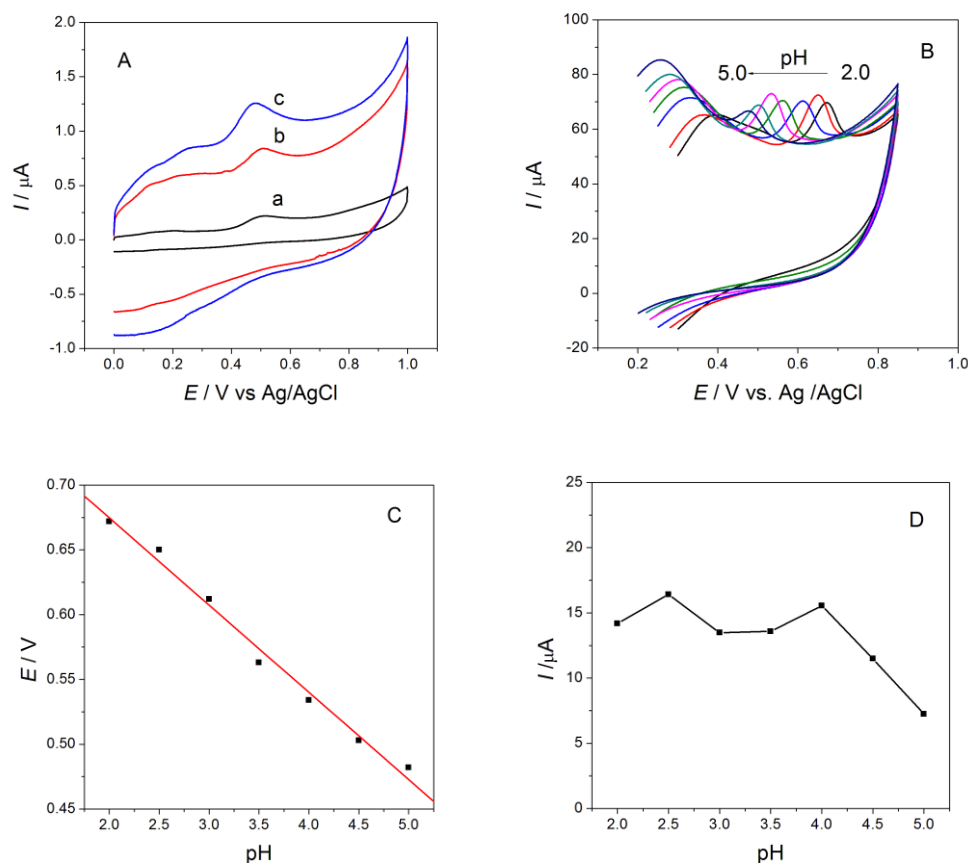 A
c
b
a
2.0
1.5
1.0
0.5
0.0
-0.5
-1.0
I / μA
0.0 0.2 0.4 0.6 0.8 1.0
E / V vs Ag/AgCl
B
pH
5.0 2.0
100
80
60
40
20
0
-20
I / μA
0.2 0.4 0.6 0.8 1.0
E / V vs. Ag /AgCl
C
0.70
0.65
0.60
0.55
0.50
0.45
E / V
2.0 2.5 3.0 3.5 4.0 4.5 5.0
pH
D
25
20
15
10
5
0
I /μA
2.0 2.5 3.0 3.5 4.0 4.5 5.0
pH